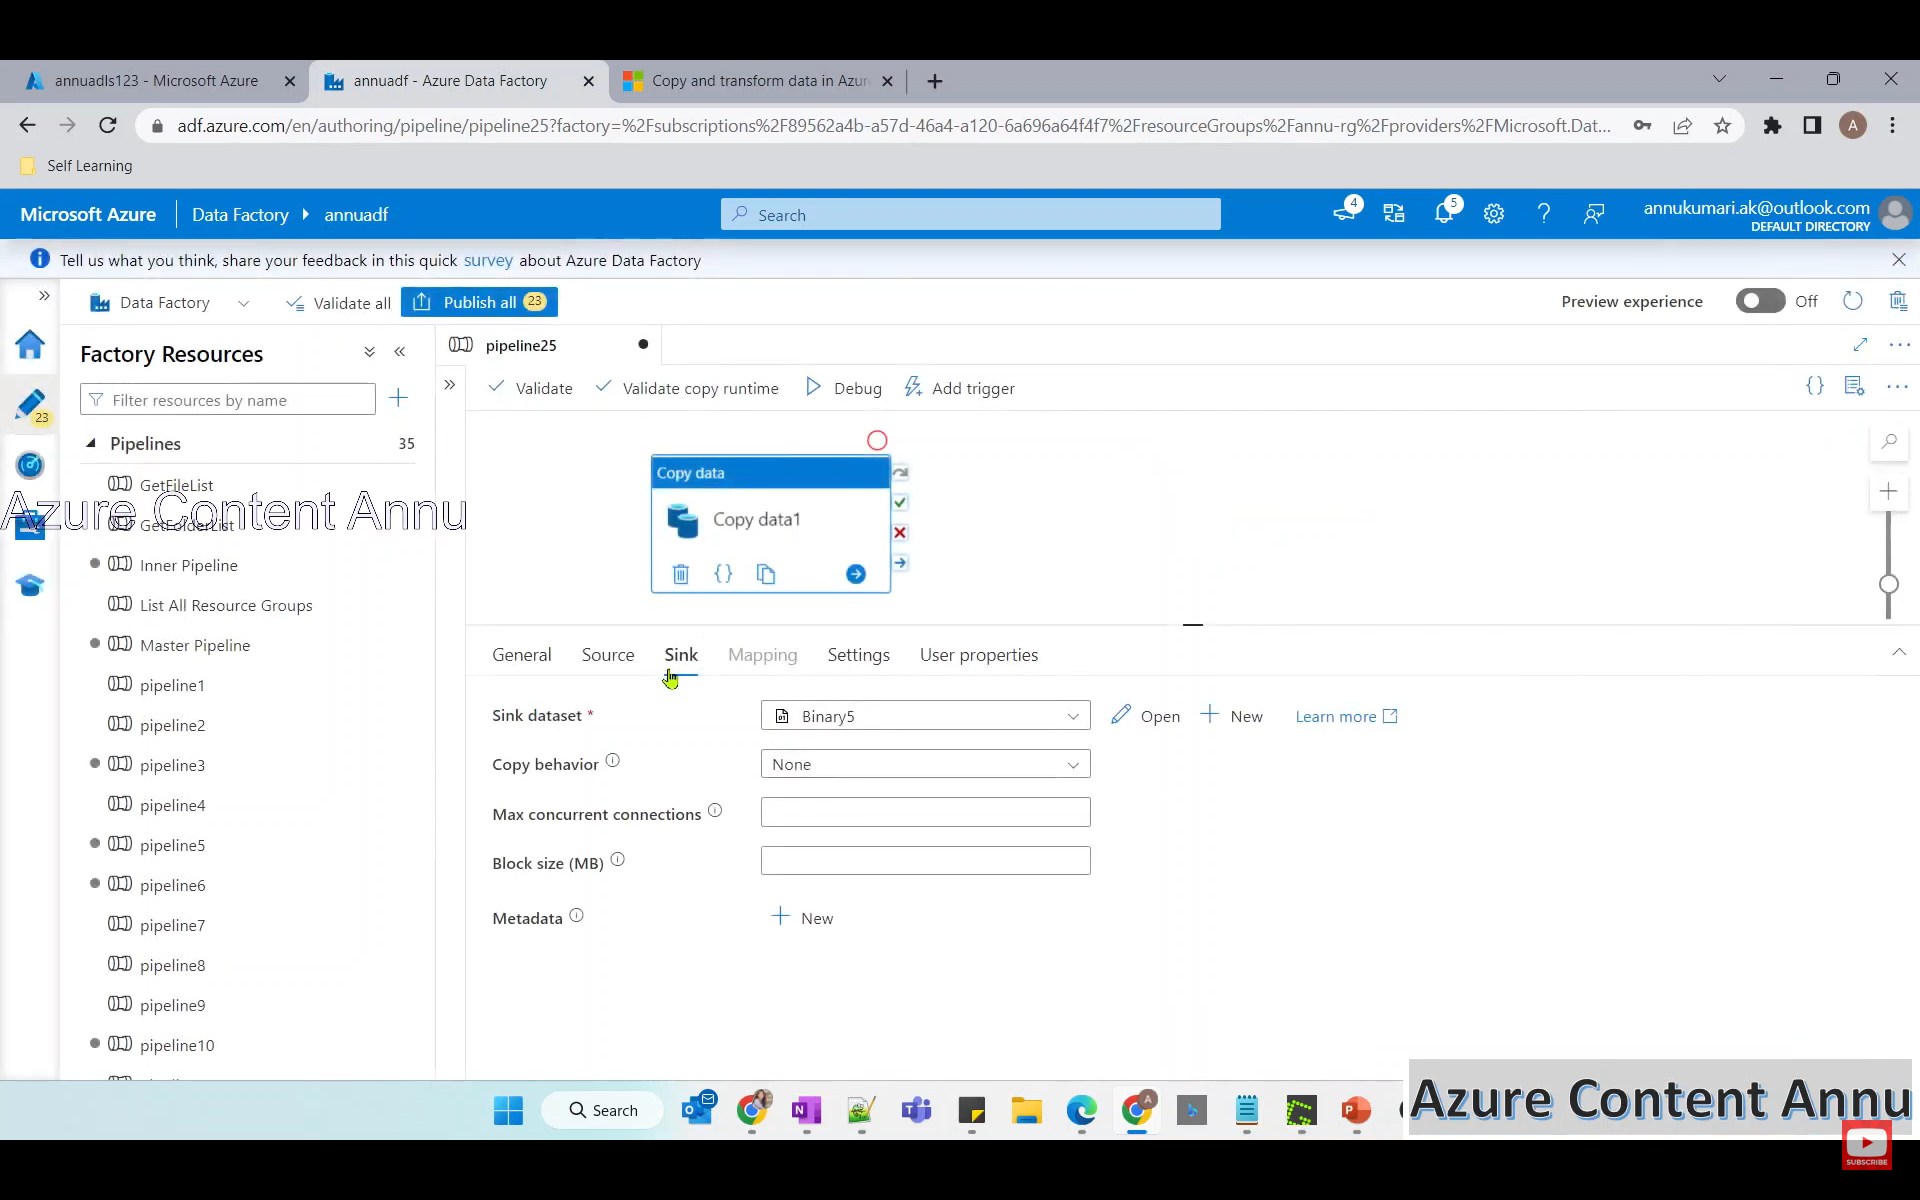 annuadls123 - Microsoft Azure
annuadf - Azure Data Factory
Copy and transform data in Azur
adf.azure.com/en/authoring/pipeline/pipeline25?factory=%2Fsubscriptions%2F89562a4b-a57d-46a4-a120-6a696a64f4f7%2FresourceGroups%2Fannu-rg%2Fproviders%2FMicrosoft.Dat...
A
Self Learning
Microsoft Azure
Data Factory
annuadf
Search
4
5
annukumari.ak@outlook.com
DEFAULT DIRECTORY
Tell us what you think, share your feedback in this quick survey about Azure Data Factory
Data Factory
Validate all
Publish all 23
Preview experience
Off
Factory Resources
pipeline25
23
Filter resources by name
Validate
Validate copy runtime
Debug
Add trigger
Pipelines 35
GetFileList
GetFolderList
Azure Content Annu
Inner Pipeline
List All Resource Groups
Master Pipeline
pipeline1
pipeline2
pipeline3
pipeline4
pipeline5
pipeline6
pipeline7
pipeline8
pipeline9
pipeline10
Copy data
Copy data1
General
Source
Sink
Mapping
Settings
User properties
Sink dataset *
Binary5
Open
New
Learn more
Copy behavior
None
Max concurrent connections
Block size (MB)
Metadata
New
Search
Azure Content Annu
SUBSCRIBE